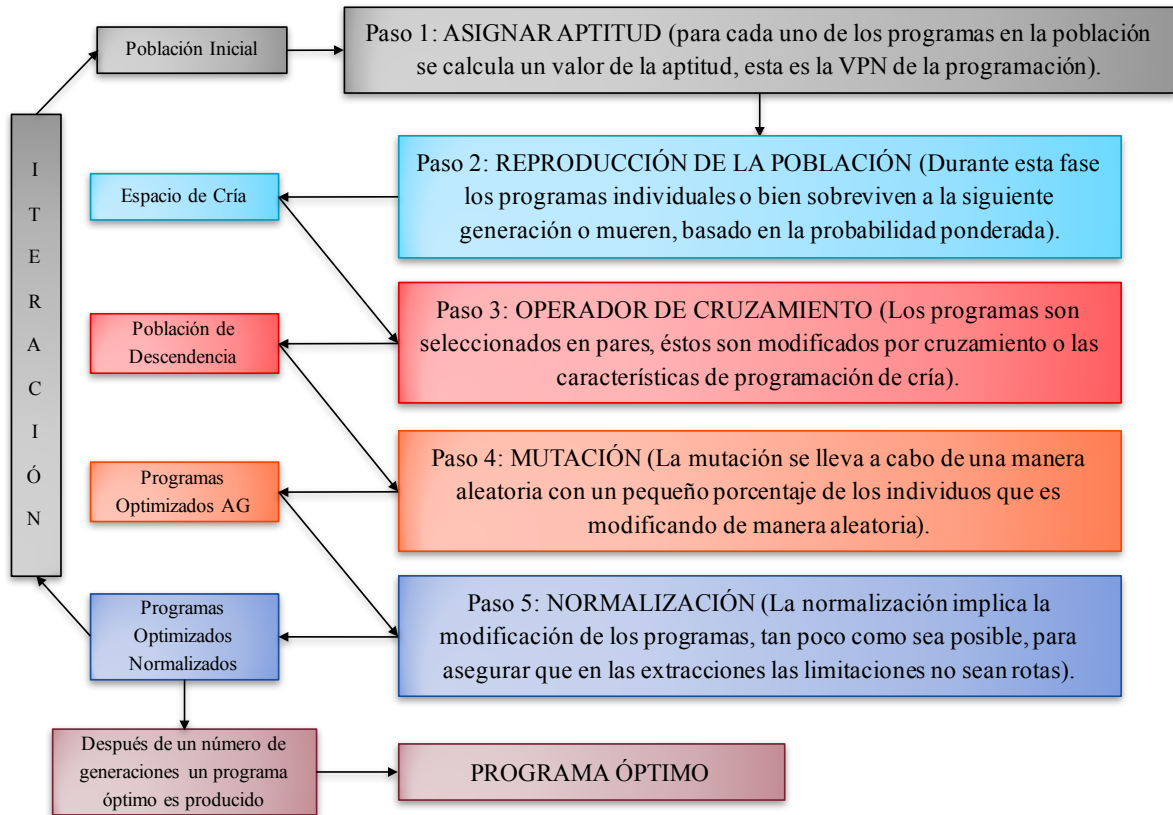 Población Inicial
Paso 1: ASIGNAR APTITUD (para cada uno de los programas en la población
se calcula un valor de la aptitud, esta es la VPN de la programación).
I
T
E
R
A
C
I
Ó
N
Paso 2: REPRODUCCIÓN DE LA POBLACIÓN (Durante esta fase
los programas individuales o bien sobreviven a la siguiente
generación o mueren, basado en la probabilidad ponderada).
Espacio de Cría
Paso 3: OPERADOR DE CRUZAMIENTO (Los programas son
seleccionados en pares, éstos son modificados por cruzamiento o las
características de programación de cría).
Población de
Descendencia
Paso 4: MUTACIÓN (La mutación se lleva a cabo de una manera
aleatoria con un pequeño porcentaje de los individuos que es
modificando de manera aleatoria).
Programas
Optimizados AG
Paso 5: NORMALIZACIÓN (La normalización implica la
modificación de los programas, tan poco como sea posible, para
asegurar que en las extracciones las limitaciones no sean rotas).
Programas
Optimizados
Normalizados
Después de un número de
generaciones un programa
óptimo es producido
PROGRAMA ÓPTIMO